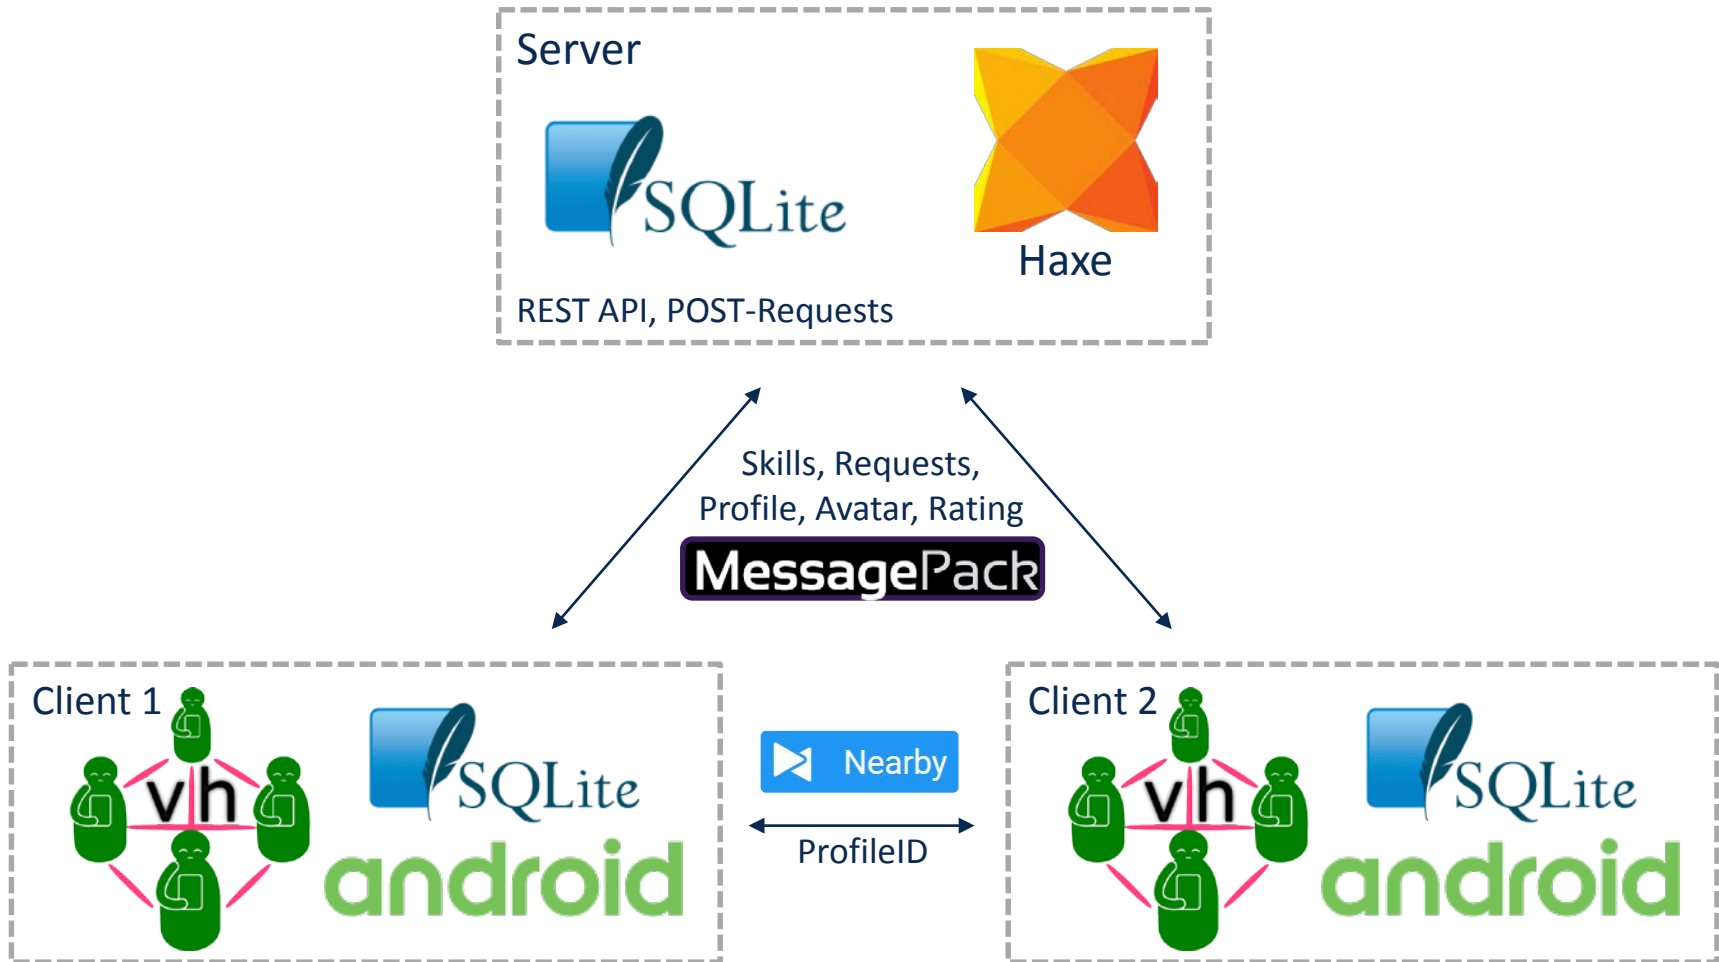 Server
SQLite
Haxe
REST API, POST-Requests
Skills, Requests,
Profile, Avatar, Rating
MessagePack
Client 1
vh
SQLite
android
Nearby
ProfileID
Client 2
vh
SQLite
android